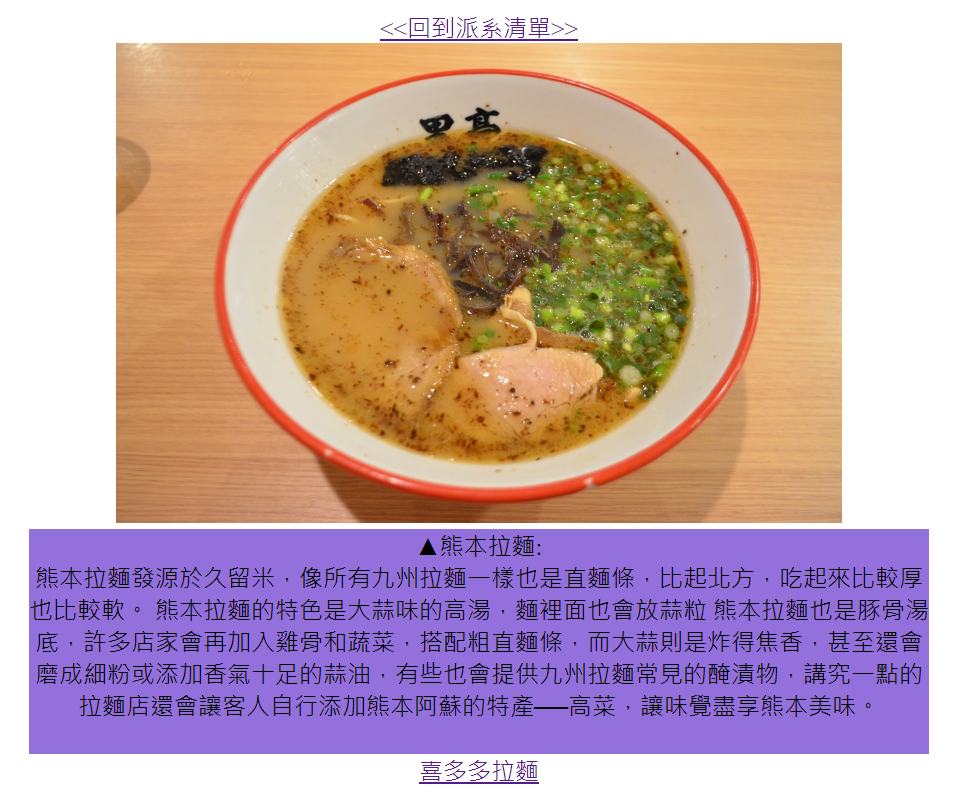 <<回到派系清單>>
黑亭
▲熊本拉麵:
熊本拉麵發源於久留米，像所有九州拉麵一樣也是直麵條，比起北方，吃起來比較厚
也比較軟。 熊本拉麵的特色是大蒜味的高湯，麵裡面也會放蒜粒 熊本拉麵也是豚骨湯
底，許多店家會再加入雞骨和蔬菜，搭配粗直麵條，而大蒜則是炸得焦香，甚至還會
磨成細粉或添加香氣十足的蒜油，有些也會提供九州拉麵常見的醃漬物，講究一點的
拉麵店還會讓客人自行添加熊本阿蘇的特產──高菜，讓味覺盡享熊本美味。
喜多多拉麵